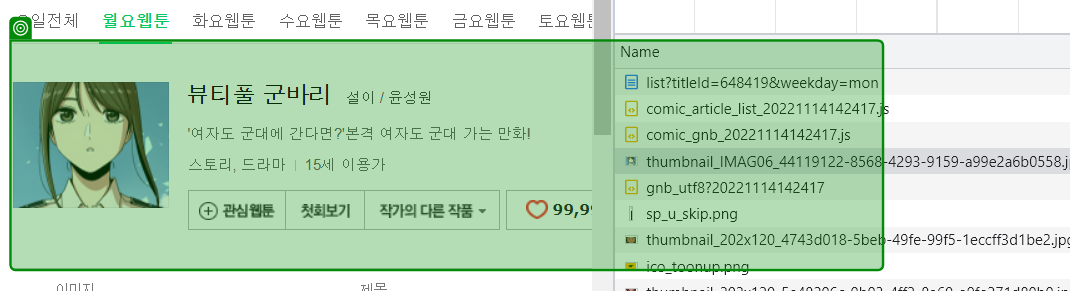 요일전체 월요웹툰 화요웹툰 수요웹툰 목요웹툰 금요웹툰 토요웹툰
뷰티풀 군바리 설이 / 윤성원
'여자도 군대에 간다면?'본격 여자도 군대 가는 만화!
스토리, 드라마 | 15세 이용가
관심웹툰 첫회보기 작가의 다른 작품 99,99
이미지 제목
Name
list?titleId=648419&weekday=mon
comic_article_list_20221114142417.js
comic_gnb_20221114142417.js
thumbnail_IMAG06_44119122-8568-4293-9159-a99e2a6b0558.jp
gnb_utf8?20221114142417
sp_u_skip.png
thumbnail_202x120_4743d018-5beb-49fe-99f5-1eccff3d1be2.jpg
ico_toonup.png